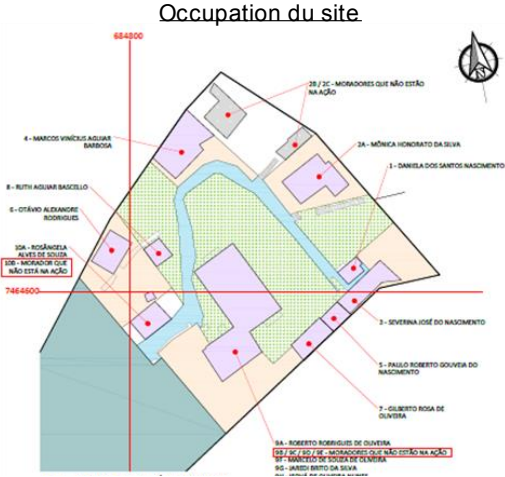 Occupation du site
684800
2B / 2C - MORADORES QUE NÃO ESTÃO
NA AÇÃO
4 - MARCOS VINÍCIUS AGUIAR
BARBOSA
2A - MÔNICA HONORATO DA SILVA
1 - DANIELA DOS SANTOS NASCIMENTO
8 - RUTH AGUIAR BASCELLO
6 - OTÁVIO ALEXANDRE
RODRIGUES
10A - ROSÂNGELA
ALVES DE SOUZA
10B - MORADOR QUE
NÃO ESTÁ NA AÇÃO
7464600
3 - SEVERINA JOSÉ DO NASCIMENTO
5 - PAULO ROBERTO GOUVEIA DO
NASCIMENTO
7 - GILBERTO ROSA DE
OLIVEIRA
9A - ROBERTO RODRIGUES DE OLIVEIRA
9B / 9C / 9D / 9E - MORADORES QUE NÃO ESTÃO NA AÇÃO
9F - MARCELO DE SOUZA DE OLIVEIRA
9G - JAREDI BRITO DA SILVA